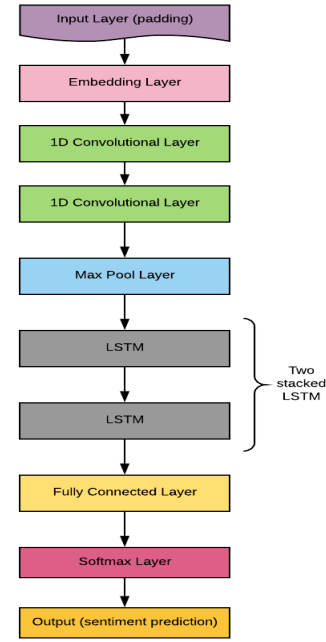 Input Layer (padding)
Embedding Layer
1D Convolutional Layer
1D Convolutional Layer
Max Pool Layer
LSTM
LSTM
Two
stacked
LSTM
Fully Connected Layer
Softmax Layer
Output (sentiment prediction)